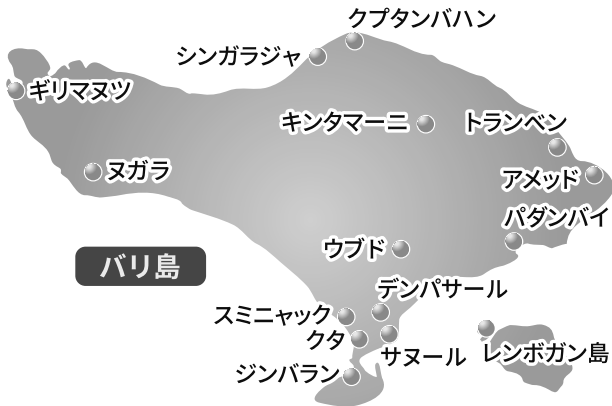 クプタンバハン
シンガラジャ
ギリマヌツ
キンタマーニ
トランベン
ヌガラ
アメッド
パダンバイ
ウブド
バリ島
デンパサール
スミニャック
クタ
サヌール
レンボガン島
ジンバラン